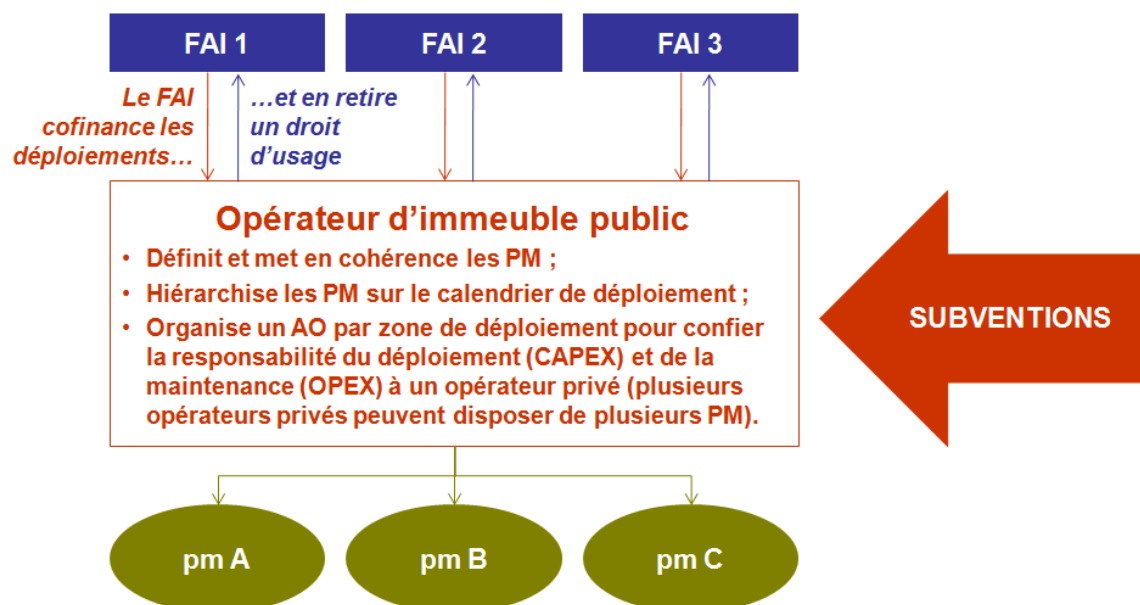 FAI 1
FAI 2
FAI 3
Le FAI
cofinance les
déploiements…
…et en retire
un droit
d’usage
Opérateur d’immeuble public
• Définit et met en cohérence les PM ;
• Hiérarchise les PM sur le calendrier de déploiement ;
• Organise un AO par zone de déploiement pour confier
la responsabilité du déploiement (CAPEX) et de la
maintenance (OPEX) à un opérateur privé (plusieurs
opérateurs privés peuvent disposer de plusieurs PM).
SUBVENTIONS
pm A
pm B
pm C